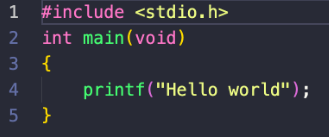 1 #include <stdio.h>
2 int main(void)
3 {
4     printf("Hello world");
5 }